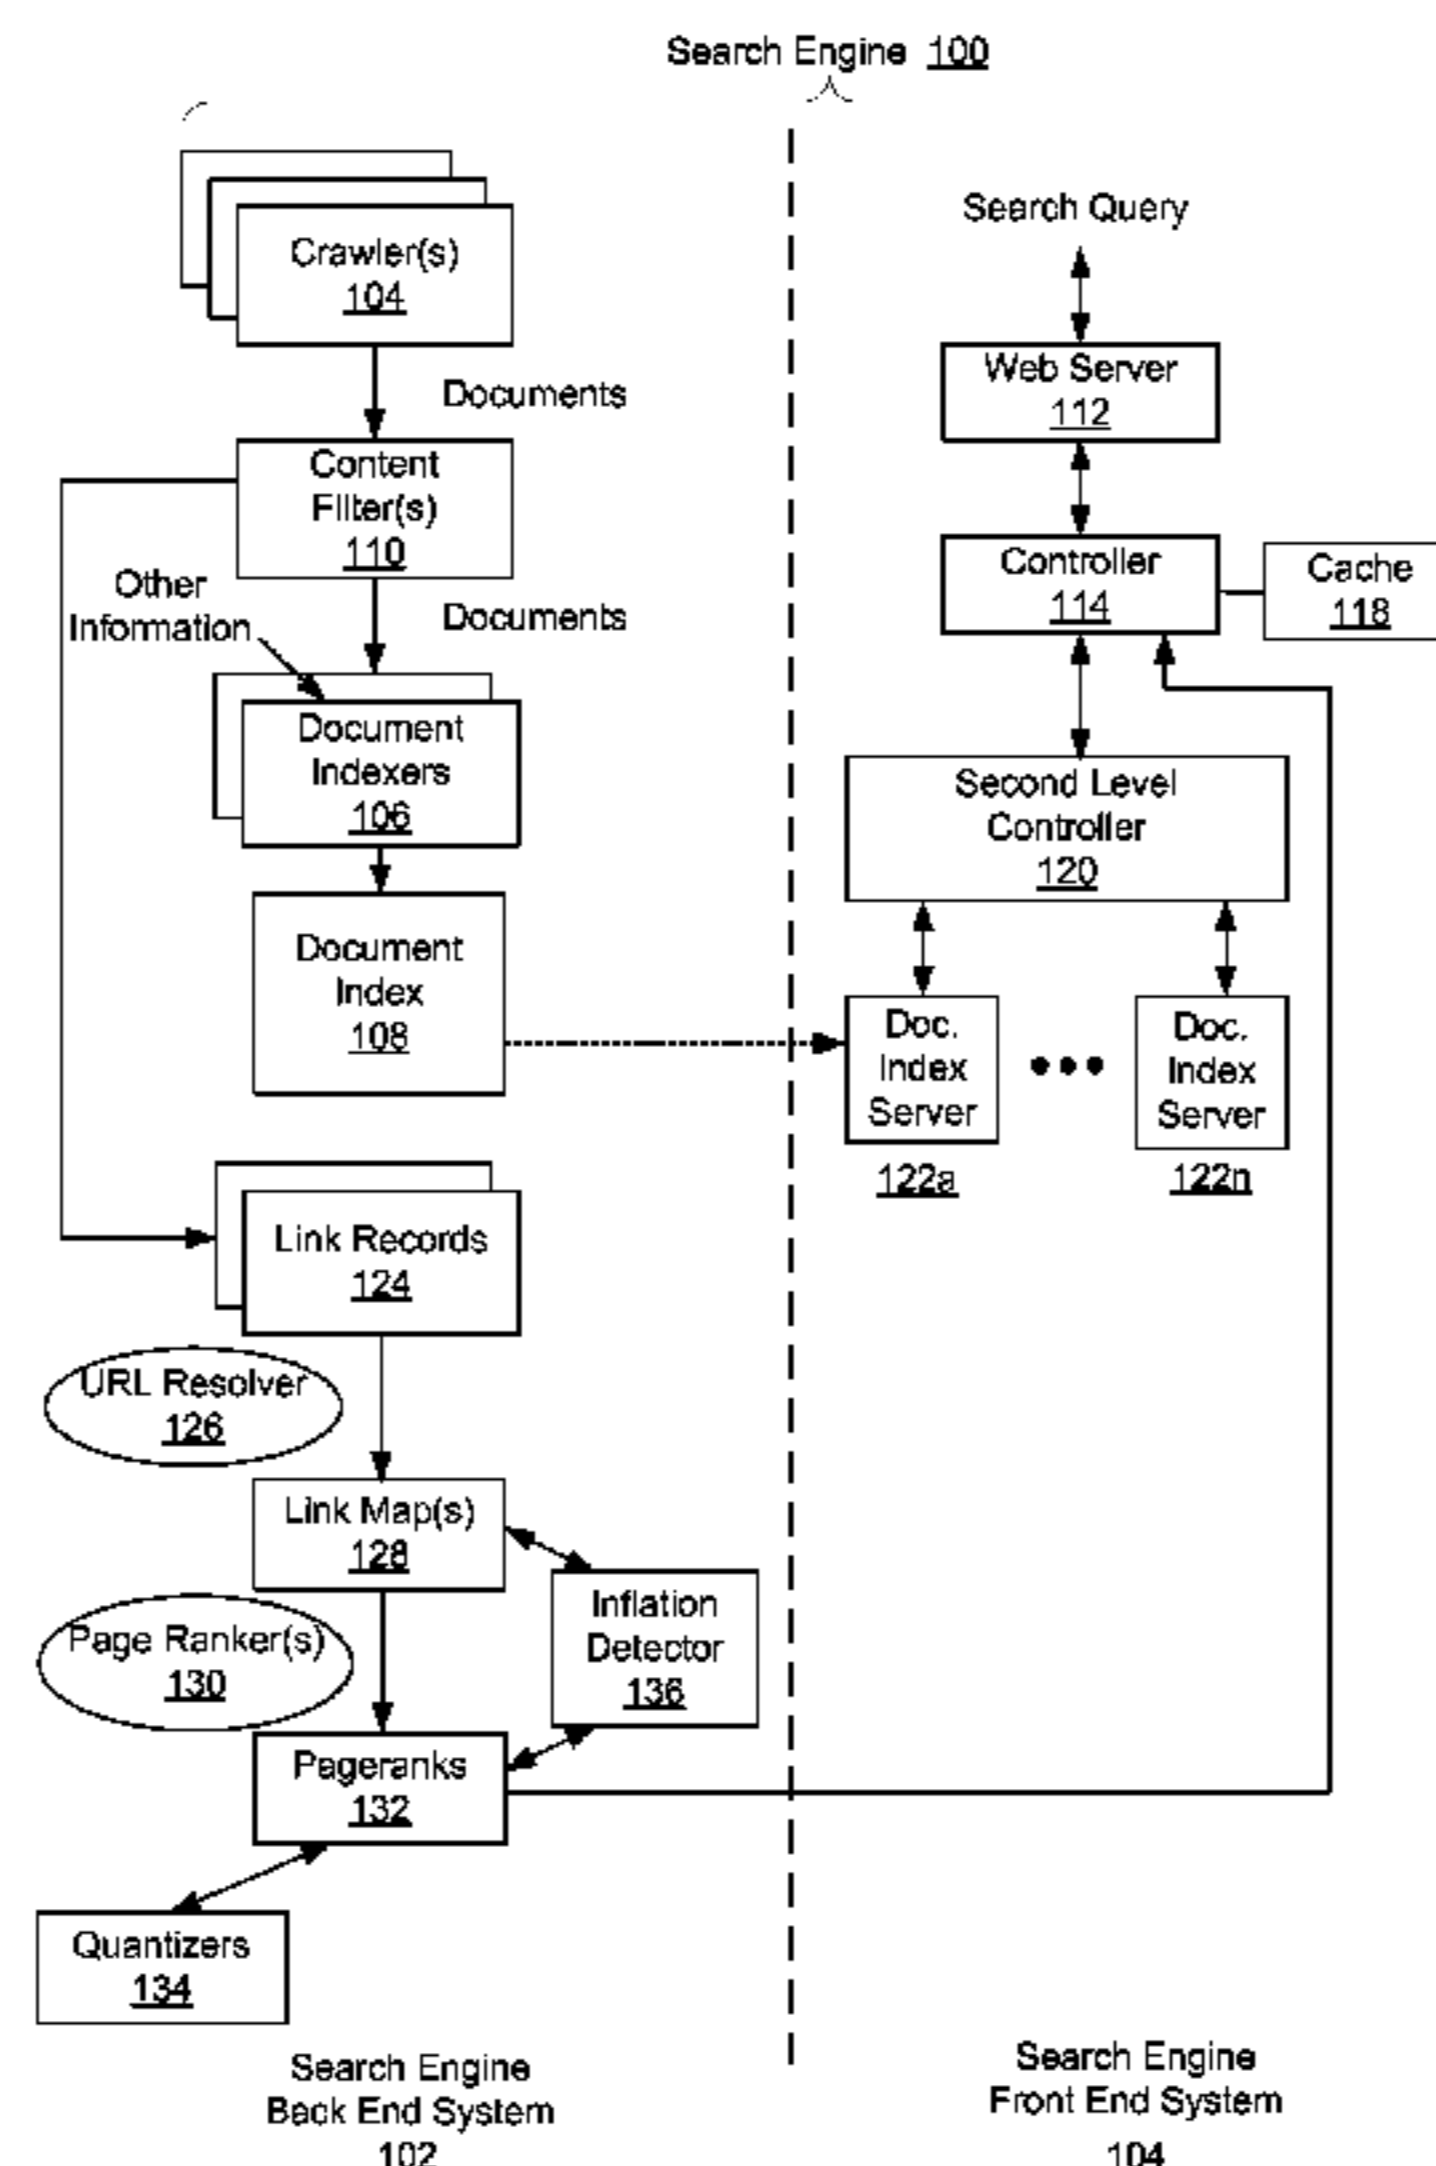 Search Engine 100
Crawler(s)
104
Documents
Content
Filter(s)
110
Other
Information
Documents
Document
Indexers
106
Document
Index
108
Link Records
124
URL Resolver
126
Link Map(s)
128
Inflation
Detector
136
Page Ranker(s)
130
Pageranks
132
Quantizers
134
Search Engine
Back End System
102
Search Query
Web Server
112
Controller
114
Cache
118
Second Level
Controller
120
Doc.
Index
Server
122a
Doc.
Index
Server
122n
Search Engine
Front End System
104